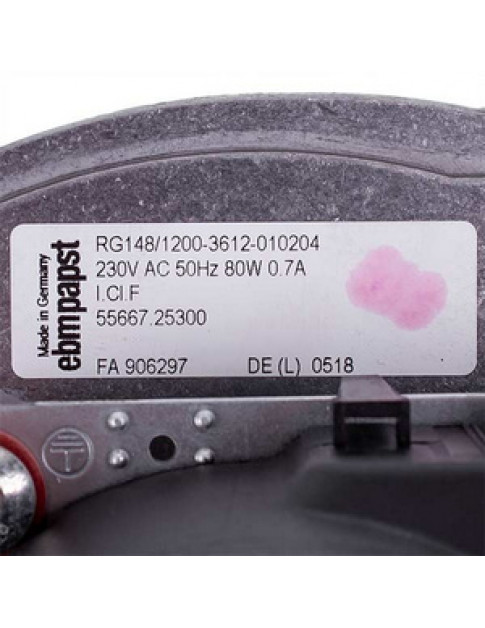 Made in Germany
ebmpapst
RG148/1200-3612-010204
230V AC 50Hz 80W 0.7A
I.Cl.F
55667.25300
FA 906297 DE (L) 0518